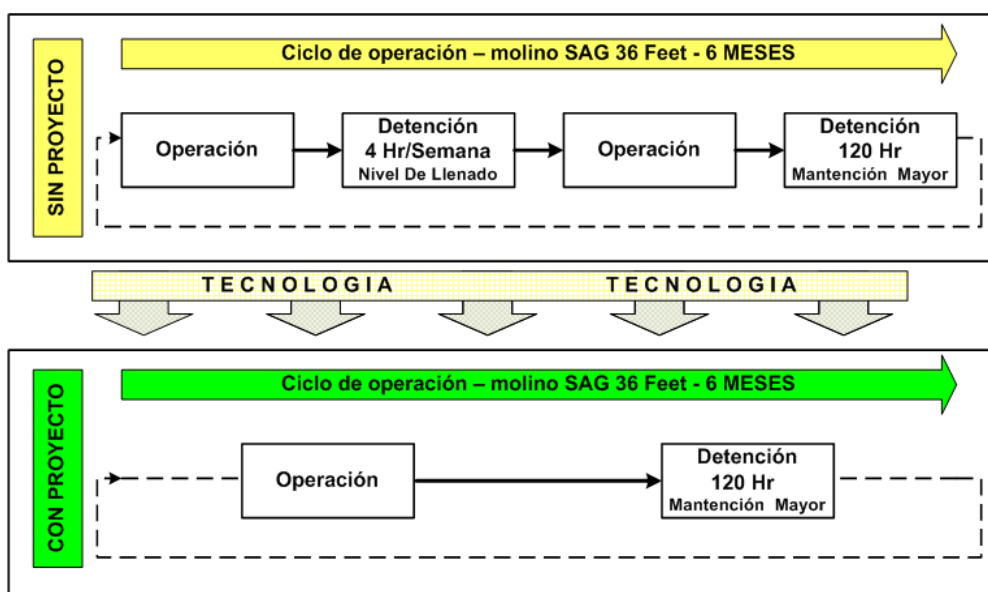 SIN PROYECTO
Ciclo de operación – molino SAG 36 Feet - 6 MESES
Operación
Detención
4 Hr/Semana
Nivel De Llenado
Operación
Detención
120 Hr
Mantención Mayor
TECNOLOGIA TECNOLOGIA
CON PROYECTO
Ciclo de operación – molino SAG 36 Feet - 6 MESES
Operación
Detención
120 Hr
Mantención Mayor